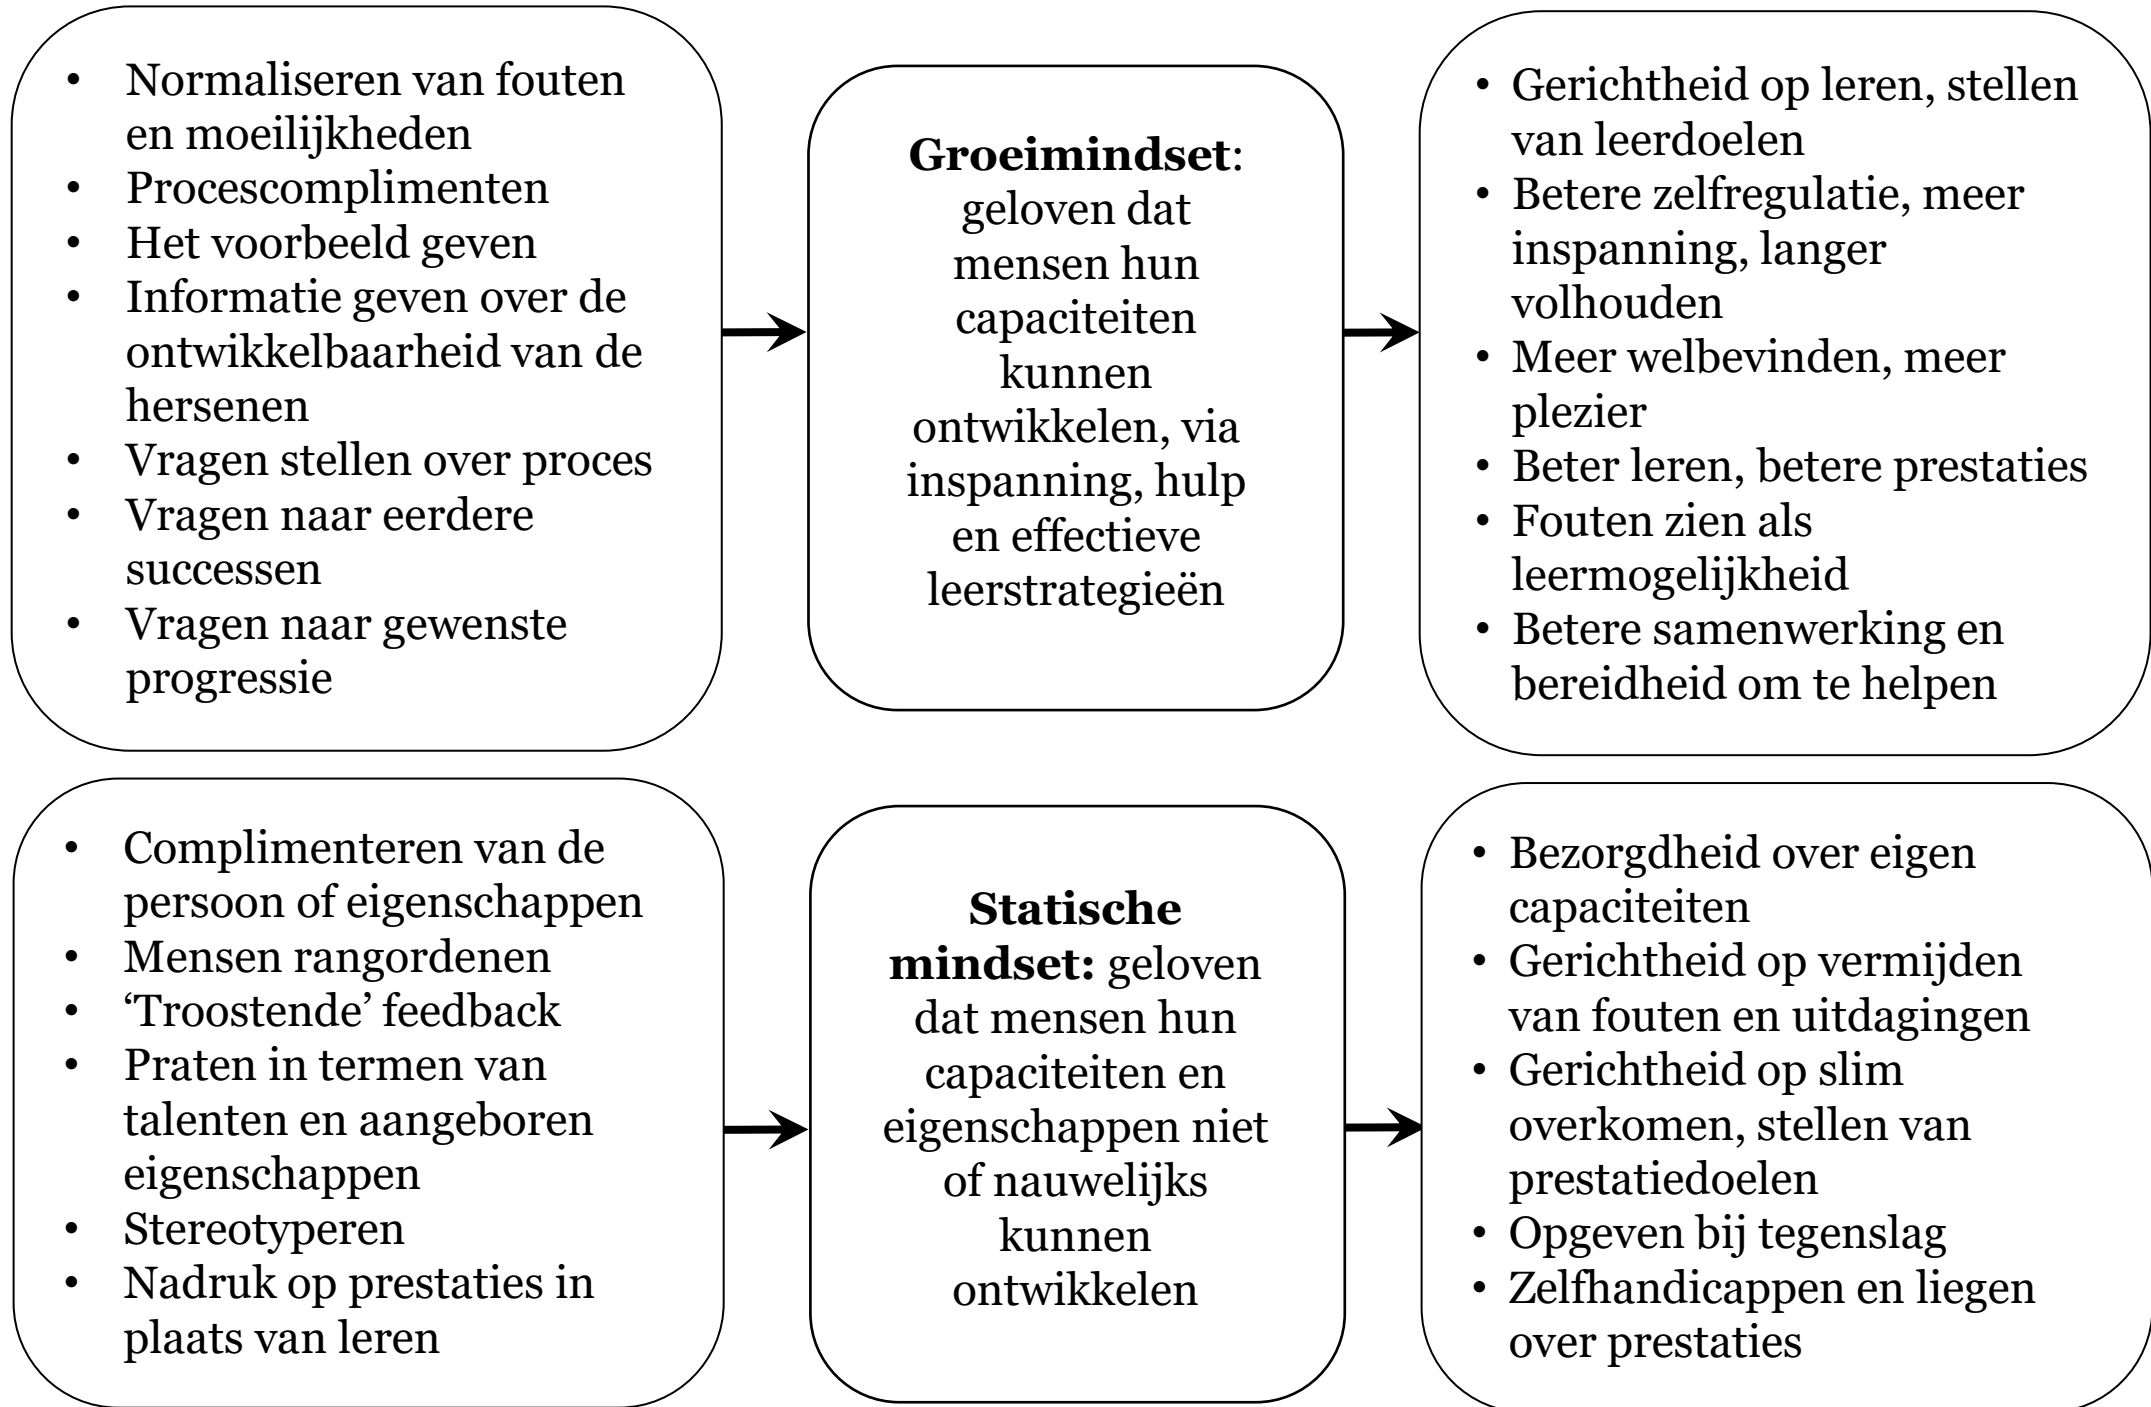 • Normaliseren van fouten
en moeilijkheden
• Procescomplimenten
• Het voorbeeld geven
• Informatie geven over de
ontwikkelbaarheid van de
hersenen
• Vragen stellen over proces
• Vragen naar eerdere
successen
• Vragen naar gewenste
progressie
Groeimindset:
geloven dat
mensen hun
capaciteiten
kunnen
ontwikkelen, via
inspanning, hulp
en effectieve
leerstrategieën
• Gerichtheid op leren, stellen
van leerdoelen
• Betere zelfregulatie, meer
inspanning, langer
volhouden
• Meer welbevinden, meer
plezier
• Beter leren, betere prestaties
• Fouten zien als
leermogelijkheid
• Betere samenwerking en
bereidheid om te helpen
• Complimenteren van de
persoon of eigenschappen
• Mensen rangordenen
• ‘Troostende’ feedback
• Praten in termen van
talenten en aangeboren
eigenschappen
• Stereotyperen
• Nadruk op prestaties in
plaats van leren
Statische
mindset: geloven
dat mensen hun
capaciteiten en
eigenschappen niet
of nauwelijks
kunnen
ontwikkelen
• Bezorgdheid over eigen
capaciteiten
• Gerichtheid op vermijden
van fouten en uitdagingen
• Gerichtheid op slim
overkomen, stellen van
prestatiedoelen
• Opgeven bij tegenslag
• Zelfhandicappen en liegen
over prestaties